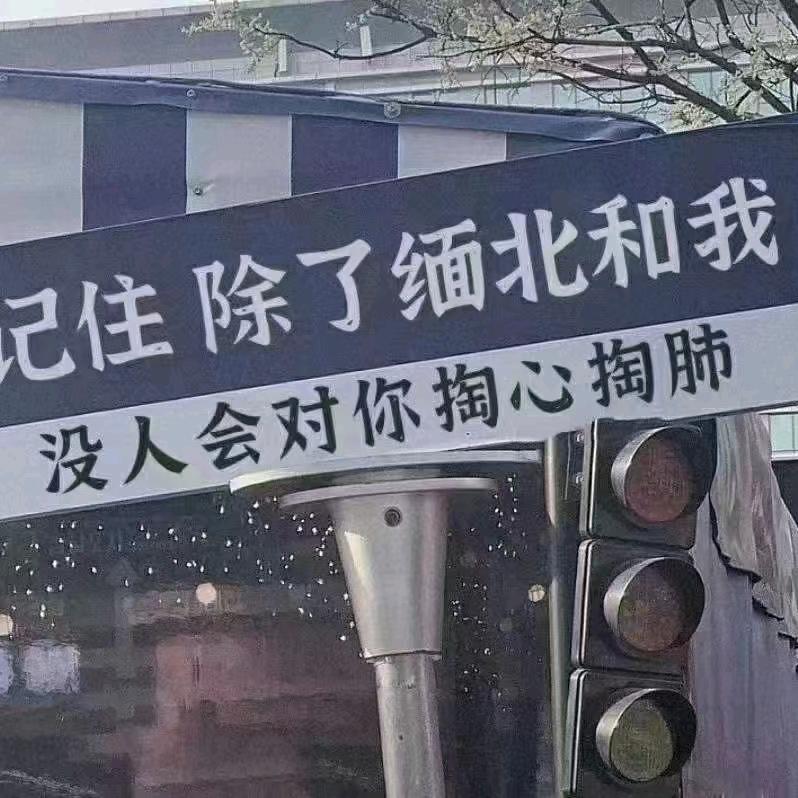 记住 除了缅北和我
没人会对你掏心掏肺